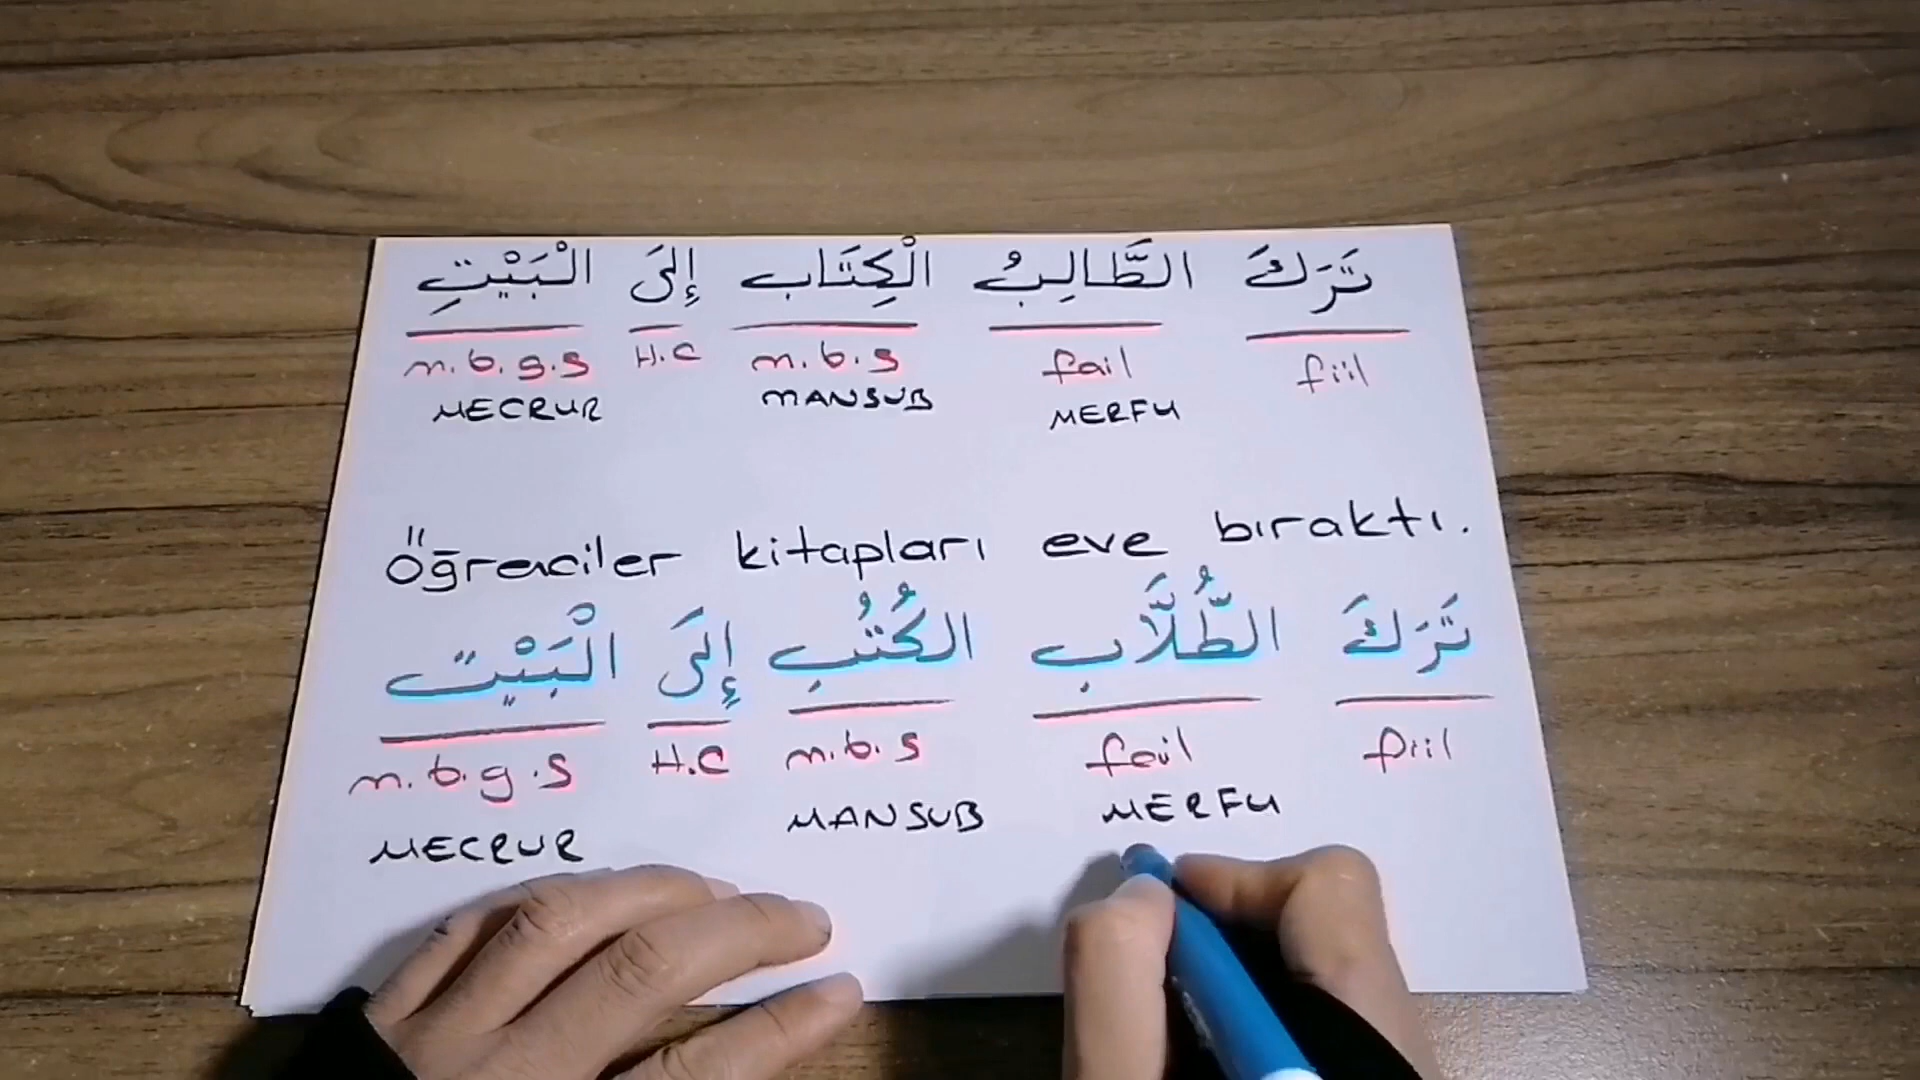 تَرَكَ الطَّالِبُ الْكِتَاب إِلَى الْبَيْتِ
fiil fail m.b.s H.C m.b.g.s
MERFU MANSUB MECRUR
Öğrenciler kitapları eve bıraktı.
تَرَكَ الطُّلَّاب الكُتُب إِلَى الْبَيْت
fiil fail m.b.s H.C m.b.g.s
MERFU MANSUB MECRUR